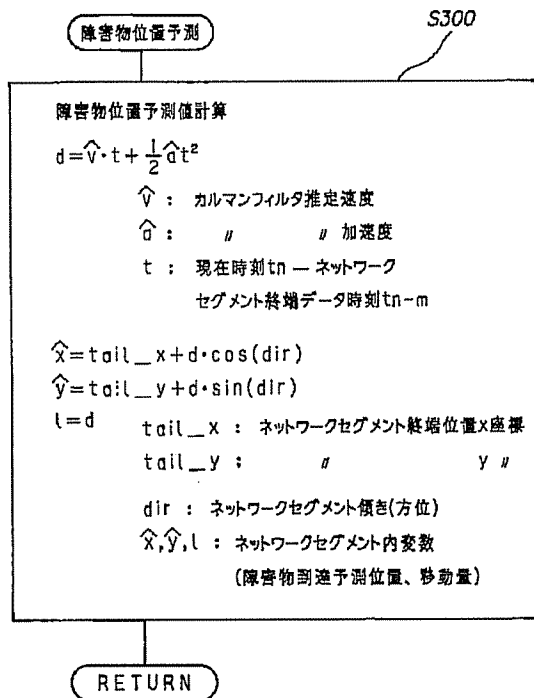 障害物位置予測
S300
障害物位置予測値計算
d=v̂・t+1/2 ât²
v̂ : カルマンフィルタ推定速度
â : 〃 〃 加速度
t : 現在時刻tn — ネットワーク
セグメント終端データ時刻tn-m
x̂=tail_x+d・cos(dir)
ŷ=tail_y+d・sin(dir)
l=d
tail_x : ネットワークセグメント終端位置x座標
tail_y : 〃 y 〃
dir : ネットワークセグメント傾き(方位)
x̂,ŷ,l : ネットワークセグメント内変数
(障害物到達予測位置、移動量)
RETURN